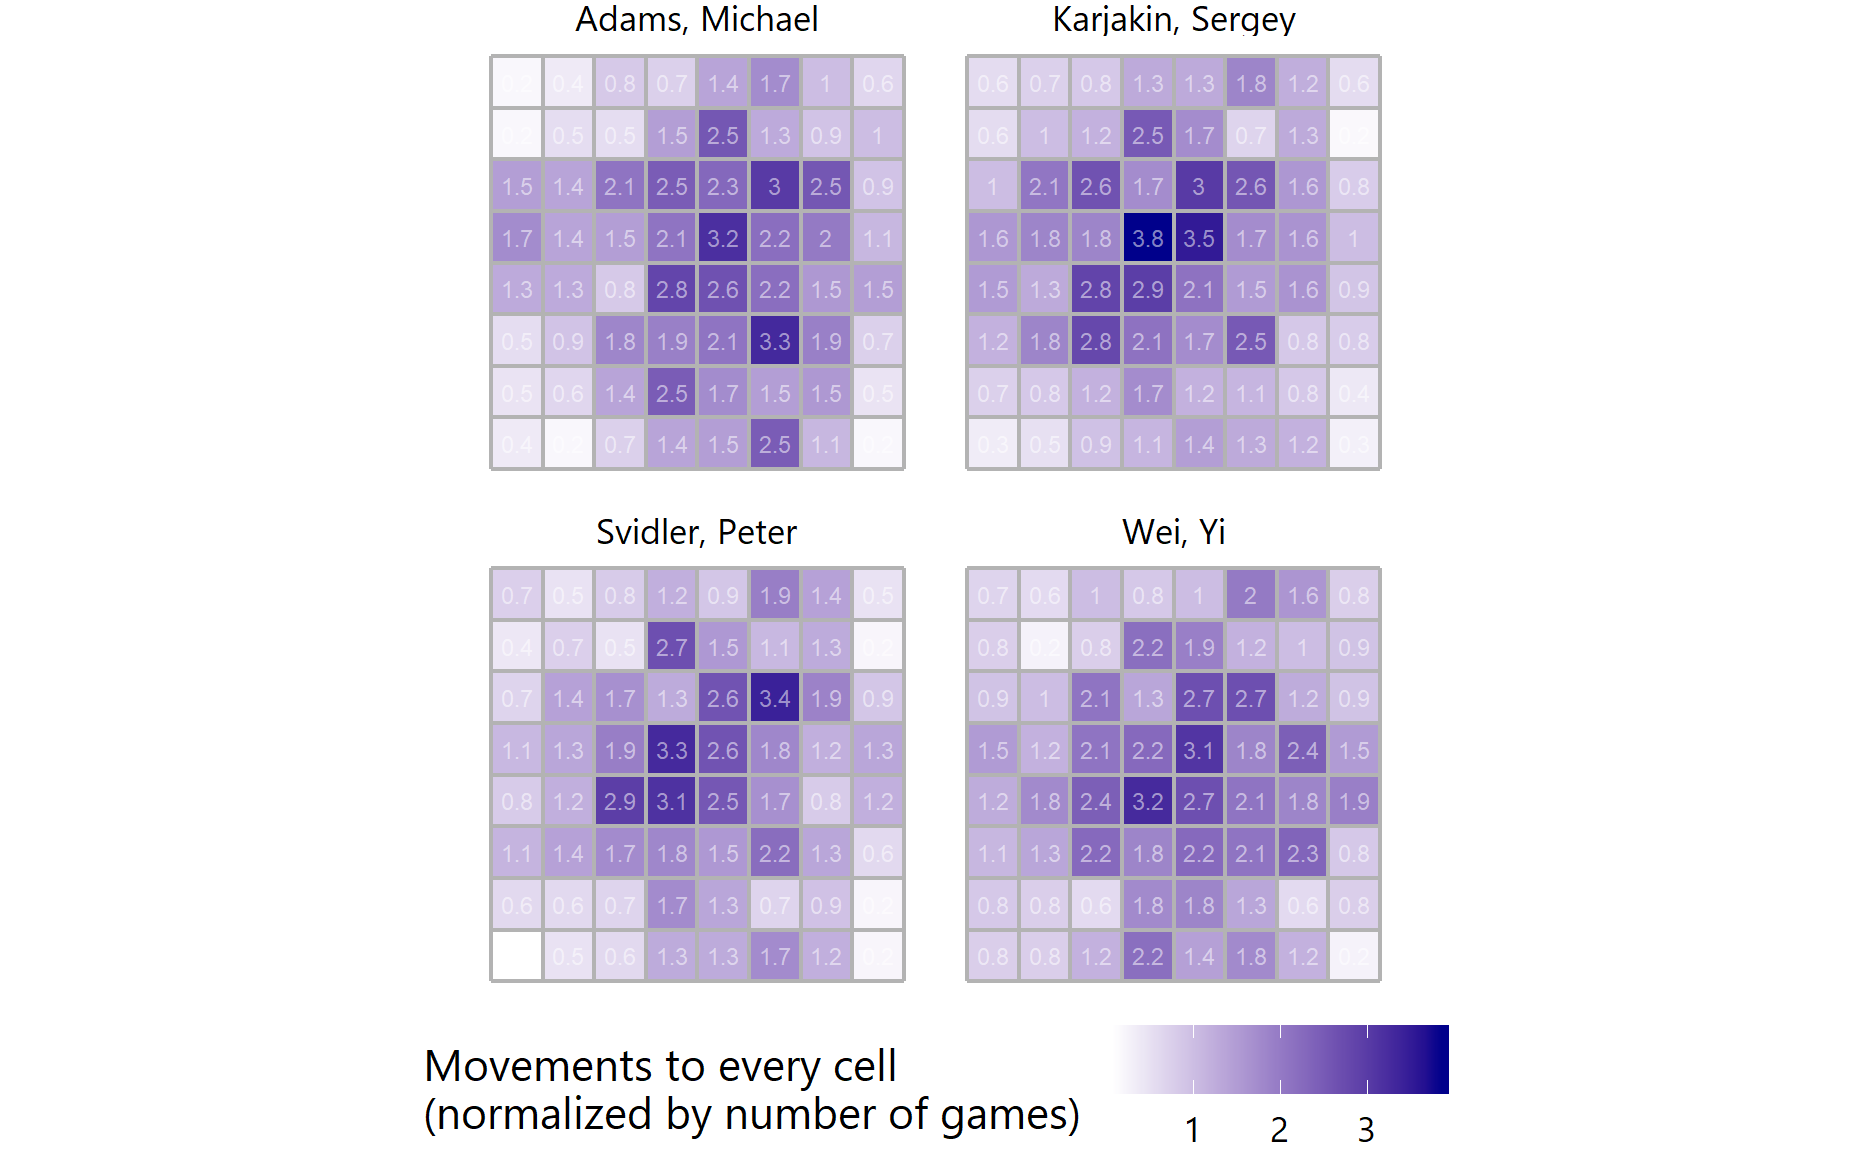 Adams, Michael Karjakin, Sergey
0.2 0.4 0.8 0.7 1.4 1.7 1 0.6 0.6 0.7 0.8 1.3 1.3 1.8 1.2 0.6
0.2 0.5 0.5 1.5 2.5 1.3 0.9 1 0.6 1 1.2 2.5 1.7 0.7 1.3 0.2
1.5 1.4 2.1 2.5 2.3 3 2.5 0.9 1 2.1 2.6 1.7 3 2.6 1.6 0.8
1.7 1.4 1.5 2.1 3.2 2.2 2 1.1 1.6 1.8 1.8 3.8 3.5 1.7 1.6 1
1.3 1.3 0.8 2.8 2.6 2.2 1.5 1.5 1.5 1.3 2.8 2.9 2.1 1.5 1.6 0.9
0.5 0.9 1.8 1.9 2.1 3.3 1.9 0.7 1.2 1.8 2.8 2.1 1.7 2.5 0.8 0.8
0.5 0.6 1.4 2.5 1.7 1.5 1.5 0.5 0.7 0.8 1.2 1.7 1.2 1.1 0.8 0.4
0.4 0.2 0.7 1.4 1.5 2.5 1.1 0.2 0.3 0.5 0.9 1.1 1.4 1.3 1.2 0.3
Svidler, Peter Wei, Yi
0.7 0.5 0.8 1.2 0.9 1.9 1.4 0.5 0.7 0.6 1 0.8 1 2 1.6 0.8
0.4 0.7 0.5 2.7 1.5 1.1 1.3 0.2 0.8 0.2 0.8 2.2 1.9 1.2 1 0.9
0.7 1.4 1.7 1.3 2.6 3.4 1.9 0.9 0.9 1 2.1 1.3 2.7 2.7 1.2 0.9
1.1 1.3 1.9 3.3 2.6 1.8 1.2 1.3 1.5 1.2 2.1 2.2 3.1 1.8 2.4 1.5
0.8 1.2 2.9 3.1 2.5 1.7 0.8 1.2 1.2 1.8 2.4 3.2 2.7 2.1 1.8 1.9
1.1 1.4 1.7 1.8 1.5 2.2 1.3 0.6 1.1 1.3 2.2 1.8 2.2 2.1 2.3 0.8
0.6 0.6 0.7 1.7 1.3 0.7 0.9 0.2 0.8 0.8 0.6 1.8 1.8 1.3 0.6 0.8
0.5 0.6 1.3 1.3 1.7 1.2 0.2 0.8 0.8 1.2 2.2 1.4 1.8 1.2 0.2
Movements to every cell
(normalized by number of games)
1 2 3